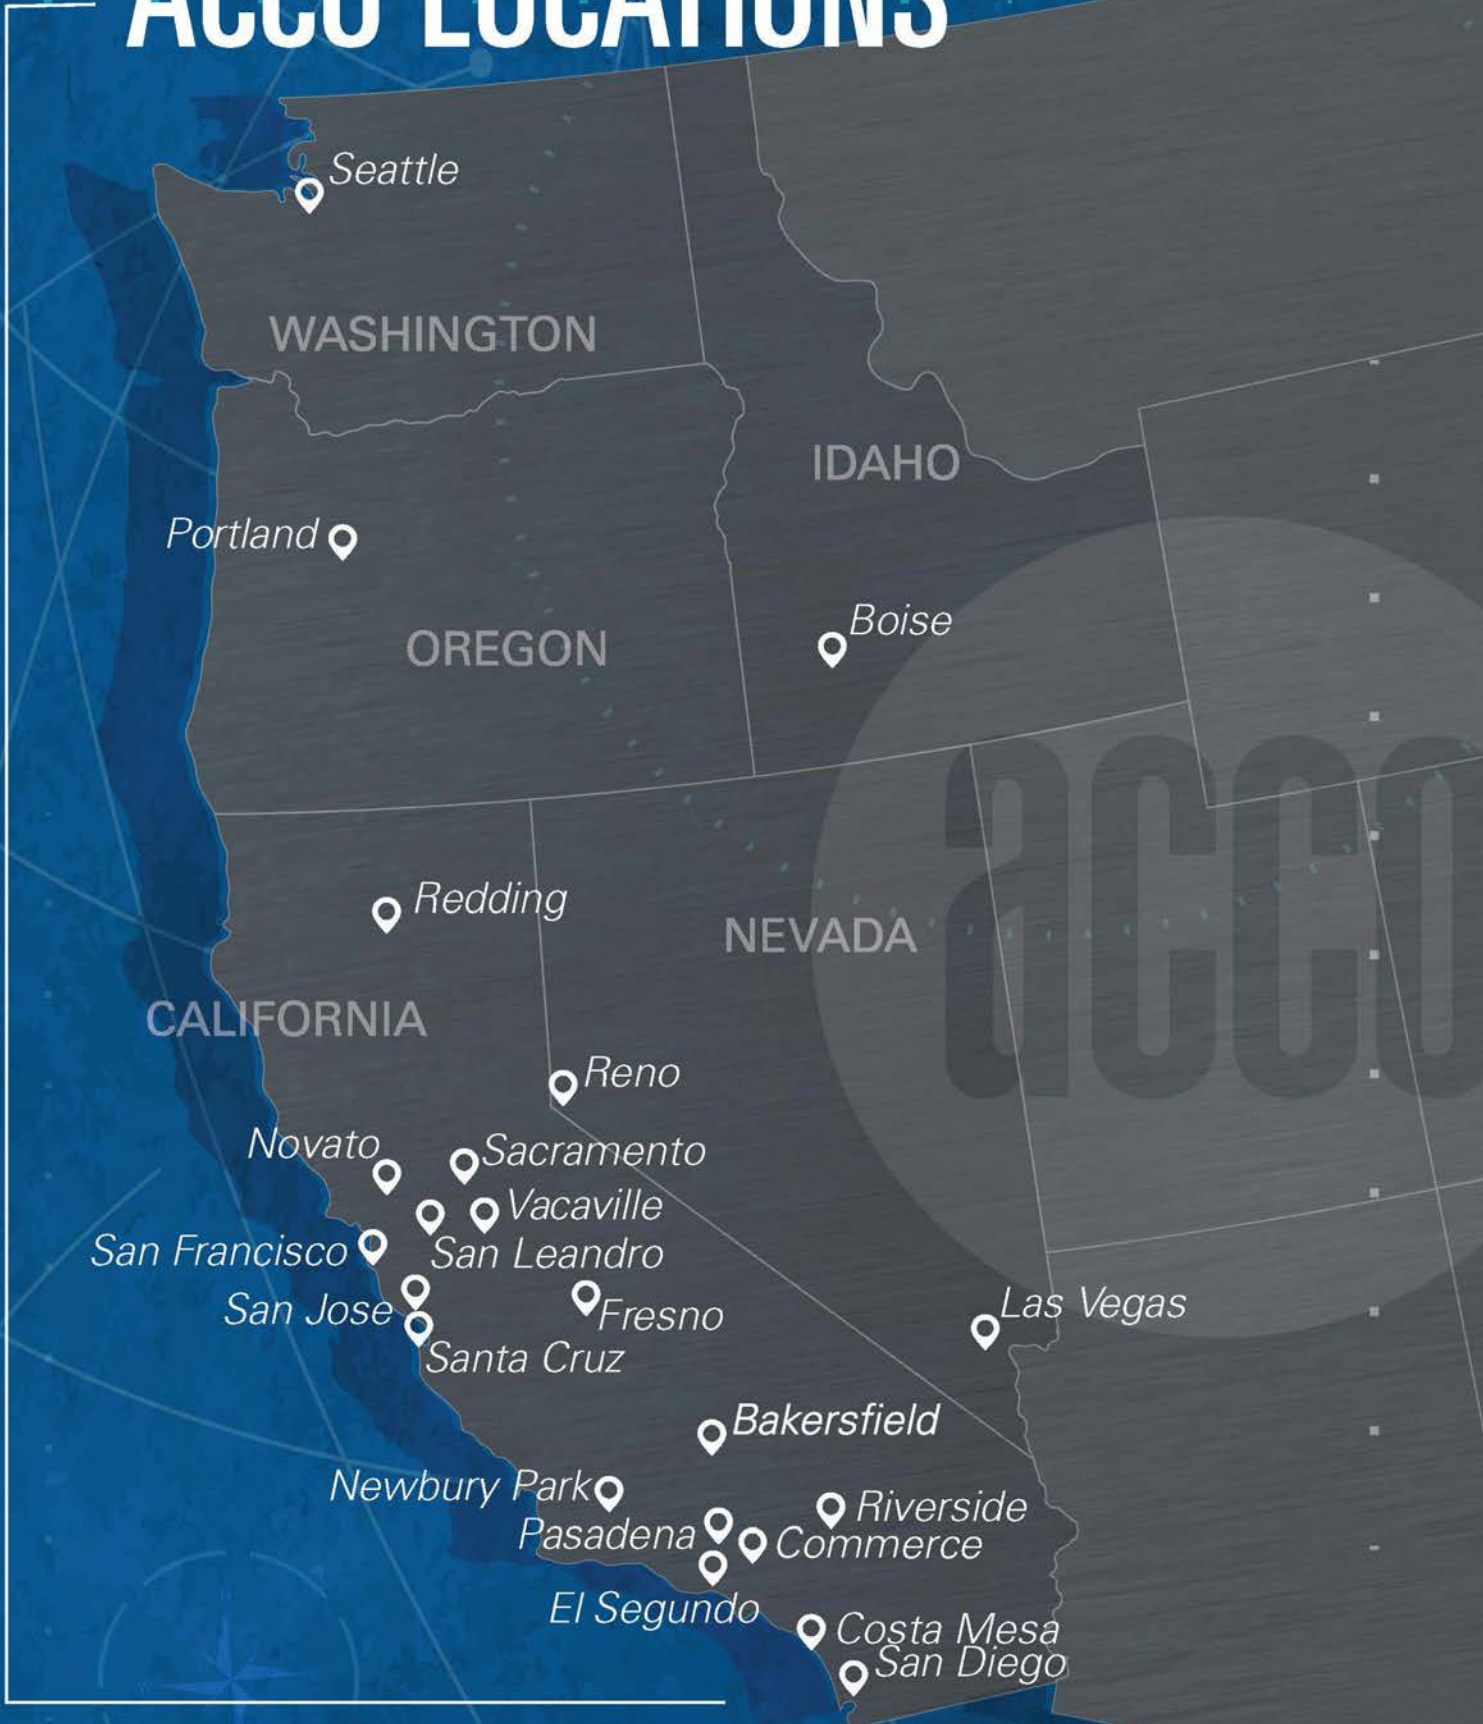 ACCO LOCATIONS
Seattle
WASHINGTON
IDAHO
Portland
Boise
OREGON
acco
Redding
NEVADA
CALIFORNIA
Reno
Novato
Sacramento
Vacaville
San Francisco
San Leandro
San Jose
Fresno
Las Vegas
Santa Cruz
Bakersfield
Newbury Park
Riverside
Pasadena
Commerce
El Segundo
Costa Mesa
San Diego